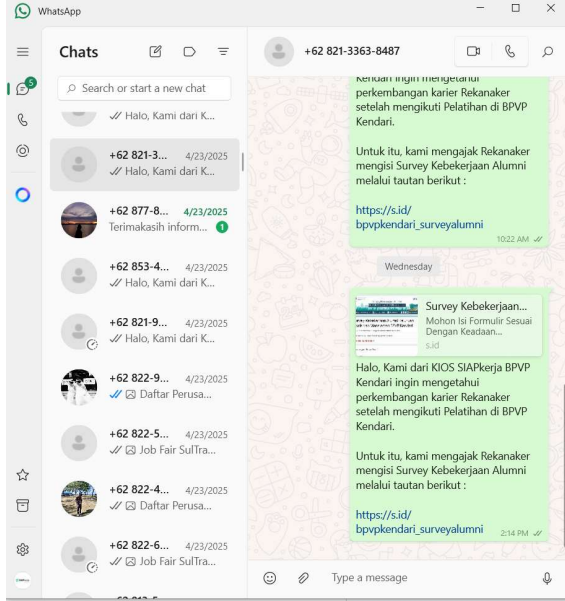 WhatsApp
Chats
5
Search or start a new chat
Halo, Kami dari K...
+62 821-3... 4/23/2025
Halo, Kami dari K...
+62 877-8... 4/23/2025
Terimakasih inform... 1
+62 853-4... 4/23/2025
Halo, Kami dari K...
+62 821-9... 4/23/2025
Halo, Kami dari K...
+62 822-9... 4/23/2025
Daftar Perusa...
+62 822-5... 4/23/2025
Job Fair SulTra...
+62 822-4... 4/23/2025
Daftar Perusa...
+62 822-6... 4/23/2025
Job Fair SulTra...
+62 821-3363-8487
Kendari ingin mengetahui
perkembangan karier Rekanaker
setelah mengikuti Pelatihan di BPVP
Kendari.
Untuk itu, kami mengajak Rekanaker
mengisi Survey Kebekerjaan Alumni
melalui tautan berikut :
https://s.id/
bpvpkendari_surveyalumni
10:22 AM
Wednesday
Survey Kebekerjaan...
Mohon Isi Formulir Sesuai
Dengan Keadaan...
s.id
Halo, Kami dari KIOS SIAPkerja BPVP
Kendari ingin mengetahui
perkembangan karier Rekanaker
setelah mengikuti Pelatihan di BPVP
Kendari.
Untuk itu, kami mengajak Rekanaker
mengisi Survey Kebekerjaan Alumni
melalui tautan berikut :
https://s.id/
bpvpkendari_surveyalumni
2:14 PM
Type a message